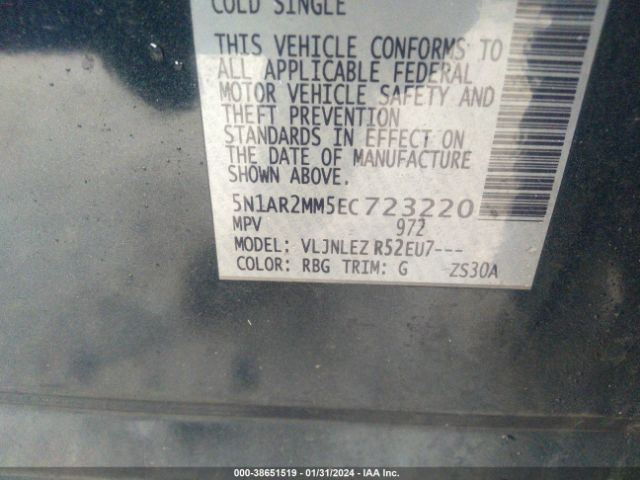 COLD SINGLE
THIS VEHICLE CONFORMS TO
ALL APPLICABLE FEDERAL
MOTOR VEHICLE SAFETY AND
THEFT PREVENTION
STANDARDS IN EFFECT ON
THE DATE OF MANUFACTURE
SHOWN ABOVE.
5N1AR2MM5EC723220
MPV 972
MODEL: VLJNLEZ R52EU7---
COLOR: RBG TRIM: G ZS30A
000-38651519 | 01/31/2024 - IAA Inc.